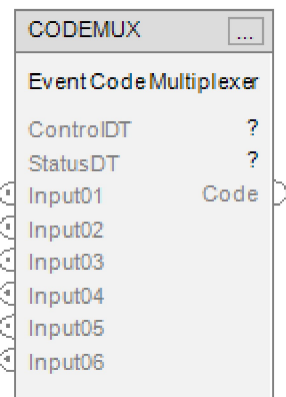 CODEMUX ...
Event Code Multiplexer
ControlDT ?
StatusDT ?
Input01 Code
Input02
Input03
Input04
Input05
Input06